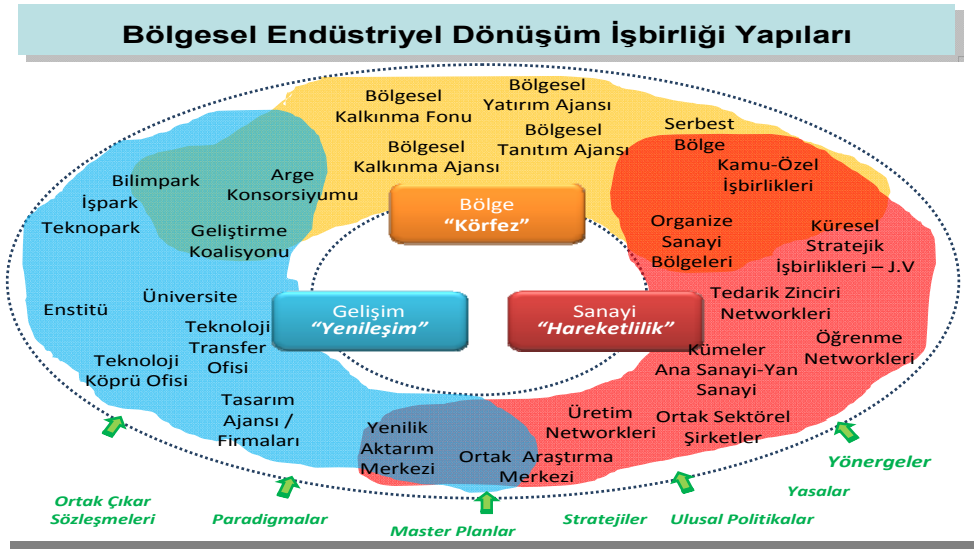 Bölgesel Endüstriyel Dönüşüm İşbirliği Yapıları
Bölgesel
Kalkınma Fonu
Bölgesel
Yatırım Ajansı
Bölgesel
Kalkınma Ajansı
Bölgesel
Tanıtım Ajansı
Serbest
Bölge
Kamu-Özel
İşbirlikleri
Organize
Sanayi
Bölgeleri
Bilimpark
İşpark
Teknopark
Arge
Konsorsiyumu
Geliştirme
Koalisyonu
Bölge
“Körfez”
Küresel
Stratejik
İşbirlikleri – J.V
Gelişim
“Yenileşim”
Sanayi
“Hareketlilik”
Enstitü
Üniversite
Teknoloji
Transfer
Ofisi
Teknoloji
Köprü Ofisi
Tasarım
Ajansı /
Firmaları
Tedarik Zinciri
Networkleri
Öğrenme
Networkleri
Kümeler
Ana Sanayi-Yan
Sanayi
Üretim
Networkleri
Ortak Sektörel
Şirketler
Yenilik
Aktarım
Merkezi
Ortak Araştırma
Merkezi
Ortak Çıkar
Sözleşmeleri
Paradigmalar
Master Planlar
Stratejiler
Ulusal Politikalar
Yasalar
Yönergeler